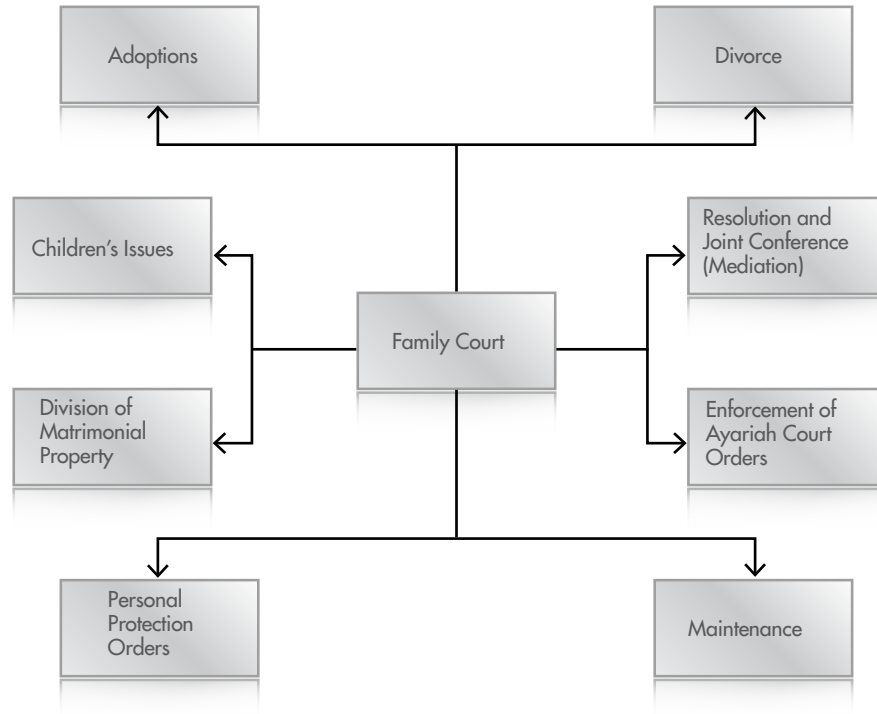 Adoptions
Divorce
Children's Issues
Resolution and
Joint Conference
(Mediation)
Family Court
Division of
Matrimonial
Property
Enforcement of
Ayariah Court
Orders
Personal
Protection
Orders
Maintenance